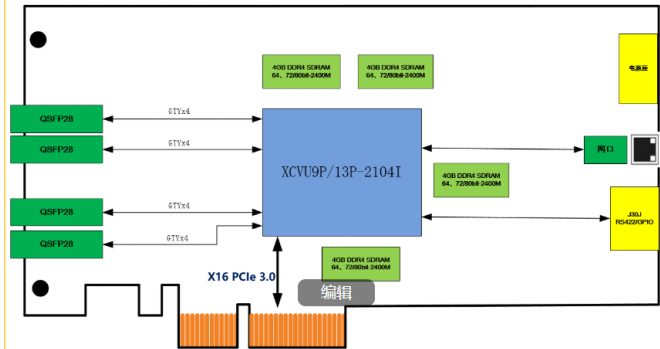 4GB DDR4 SDRAM
64、72/80bit-2400M
4GB DDR4 SDRAM
64、72/80bit-2400M
电源座
QSFP28
GTYx4
QSFP28
GTYx4
XCVU9P/13P-2104I
网口
4GB DDR4 SDRAM
64、72/80bit-2400M
QSFP28
GTYx4
QSFP28
GTYx4
J30J
RS422/GPIO
X16 PCIe 3.0
4GB DDR4 SDRAM
64、72/80bit-2400M
编辑